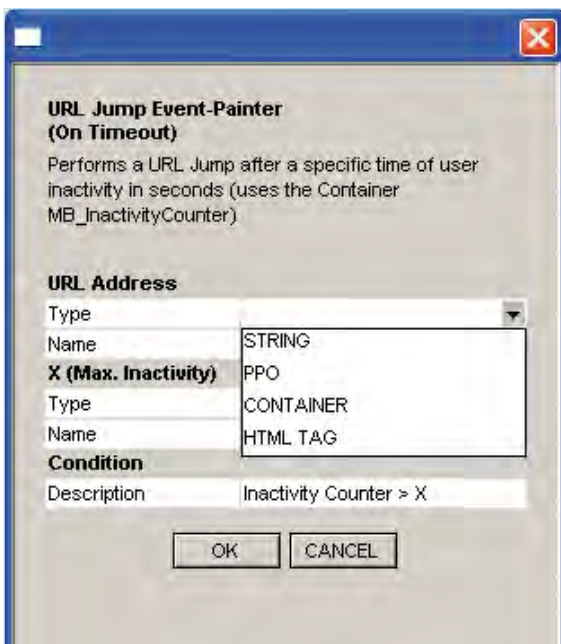 URL Jump Event-Painter
(On Timeout)
Performs a URL Jump after a specific time of user
inactivity in seconds (uses the Container
MB_InactivityCounter)
URL Address
Type
Name
STRING
X (Max. Inactivity)
PPO
Type
CONTAINER
Name
HTML TAG
Condition
Description Inactivity Counter > X
OK CANCEL